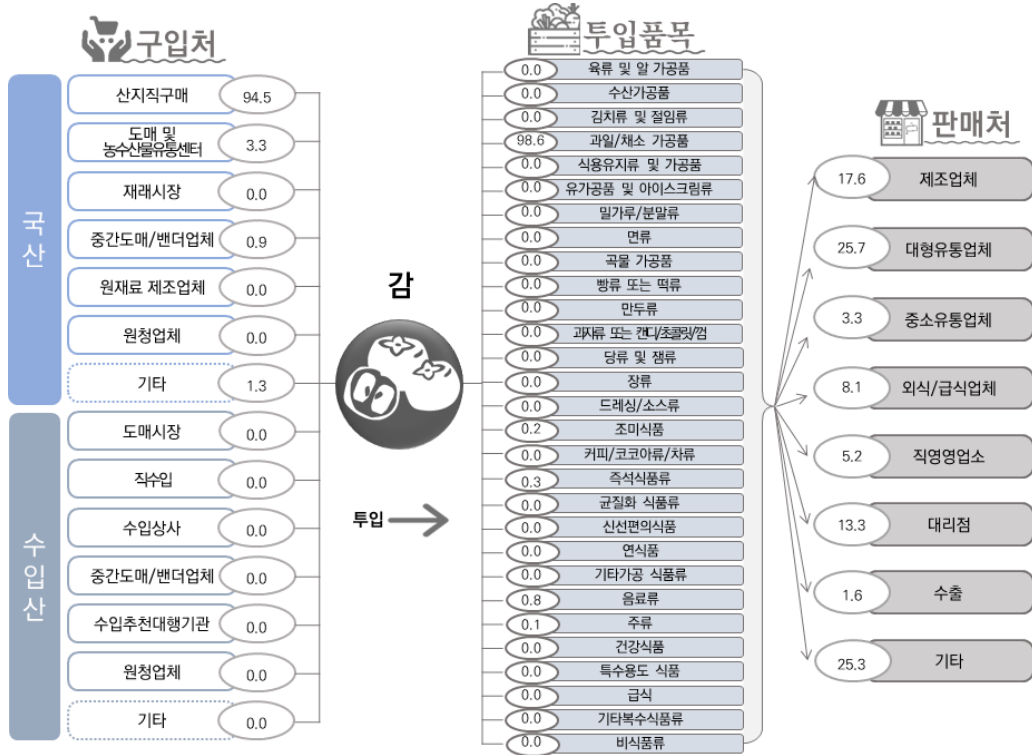 구입처
국산
산지직구매 94.5
도매 및
농수산물유통센터 3.3
재래시장 0.0
중간도매/밴더업체 0.9
원재료 제조업체 0.0
원청업체 0.0
기타 1.3
수입산
도매시장 0.0
직수입 0.0
수입상사 0.0
중간도매/밴더업체 0.0
수입추천대행기관 0.0
원청업체 0.0
기타 0.0
감
투입
투입품목
0.0 육류 및 알 가공품
0.0 수산가공품
0.0 김치류 및 절임류
98.6 과일/채소 가공품
0.0 식용유지류 및 가공품
0.0 유가공품 및 아이스크림류
0.0 밀가루/분말류
0.0 면류
0.0 곡물 가공품
0.0 빵류 또는 떡류
0.0 만두류
0.0 과자류 또는 캔디/초콜릿/껌
0.0 당류 및 잼류
0.0 장류
0.0 드레싱/소스류
0.2 조미식품
0.0 커피/코코아류/차류
0.3 즉석식품류
0.0 균질화 식품류
0.0 신선편의식품
0.0 연식품
0.0 기타가공 식품류
0.8 음료류
0.1 주류
0.0 건강식품
0.0 특수용도 식품
0.0 급식
0.0 기타복수식품류
0.0 비식품류
판매처
17.6 제조업체
25.7 대형유통업체
3.3 중소유통업체
8.1 외식/급식업체
5.2 직영영업소
13.3 대리점
1.6 수출
25.3 기타